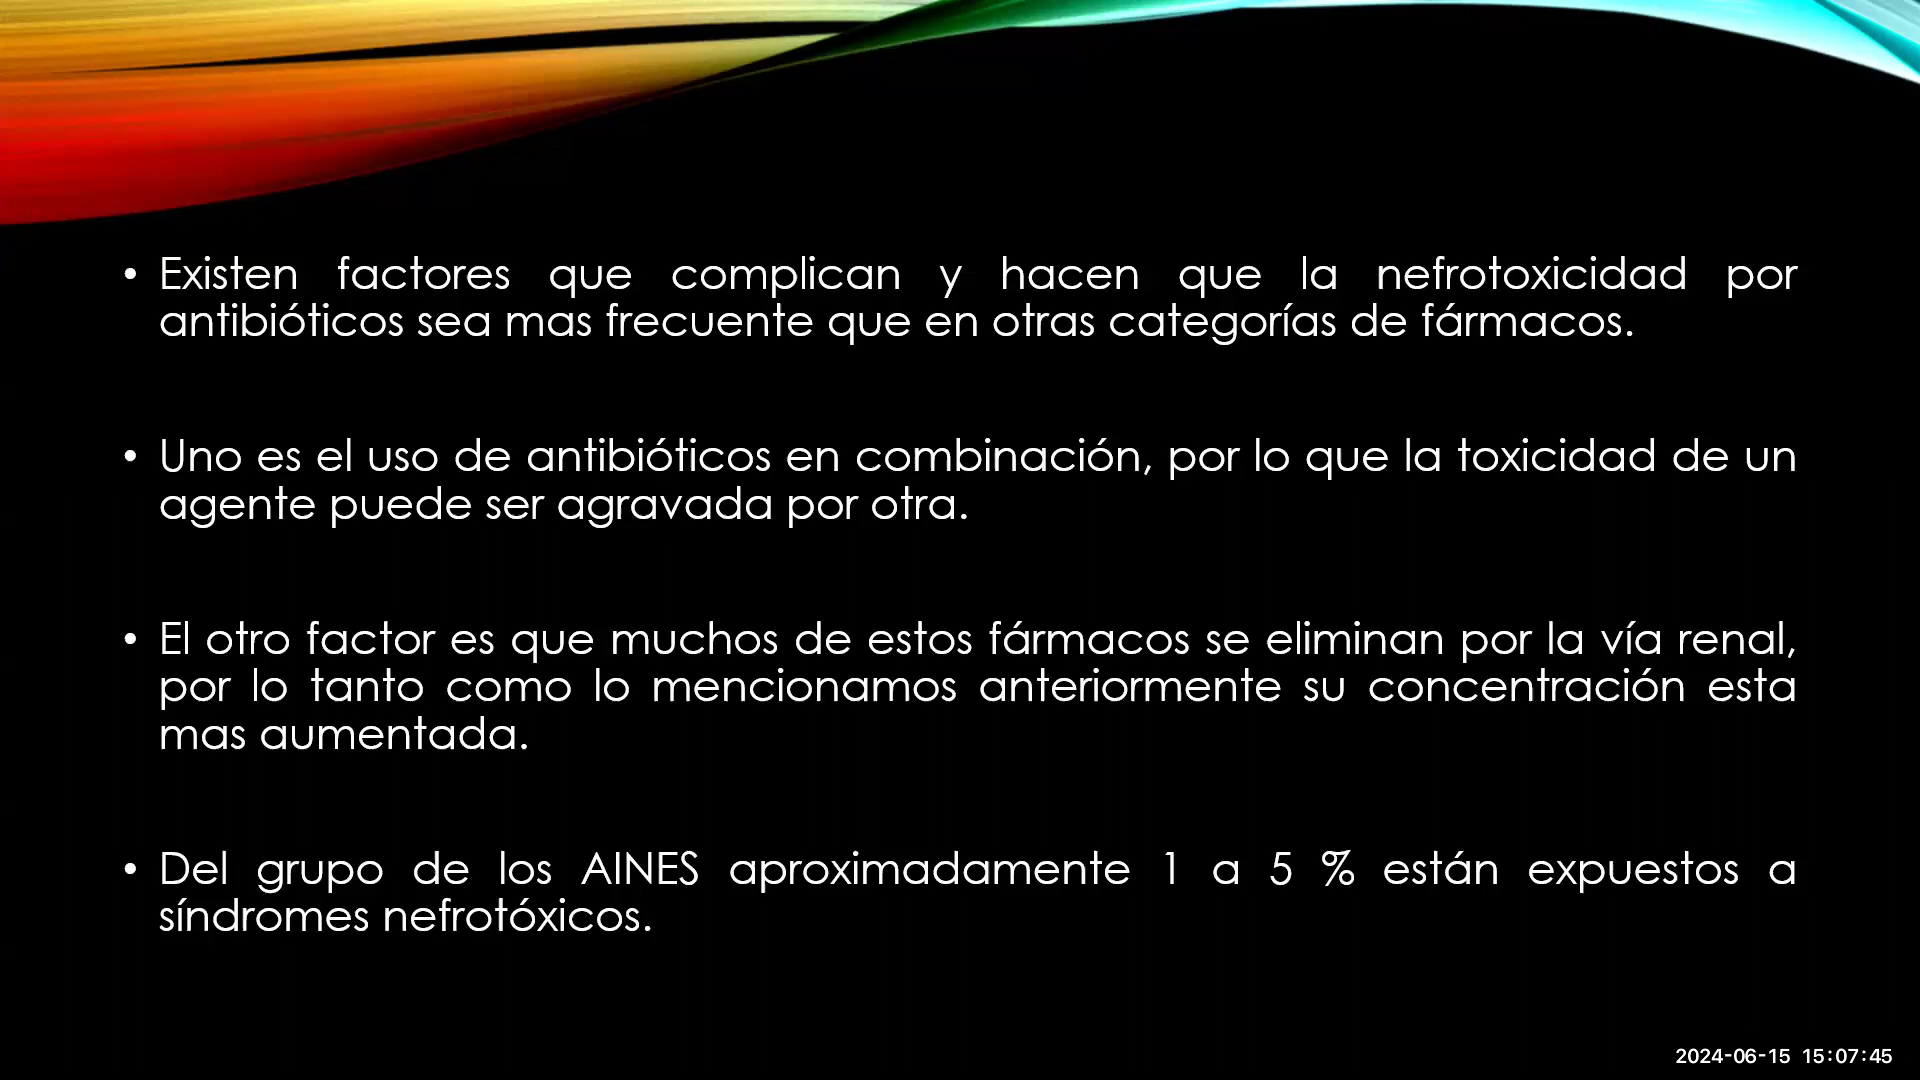 • Existen factores que complican y hacen que la nefrotoxicidad por
antibióticos sea mas frecuente que en otras categorías de fármacos.
• Uno es el uso de antibióticos en combinación, por lo que la toxicidad de un
agente puede ser agravada por otra.
• El otro factor es que muchos de estos fármacos se eliminan por la vía renal,
por lo tanto como lo mencionamos anteriormente su concentración esta
mas aumentada.
• Del grupo de los AINES aproximadamente 1 a 5 % están expuestos a
síndromes nefrotóxicos.
2024-06-15 15:07:45